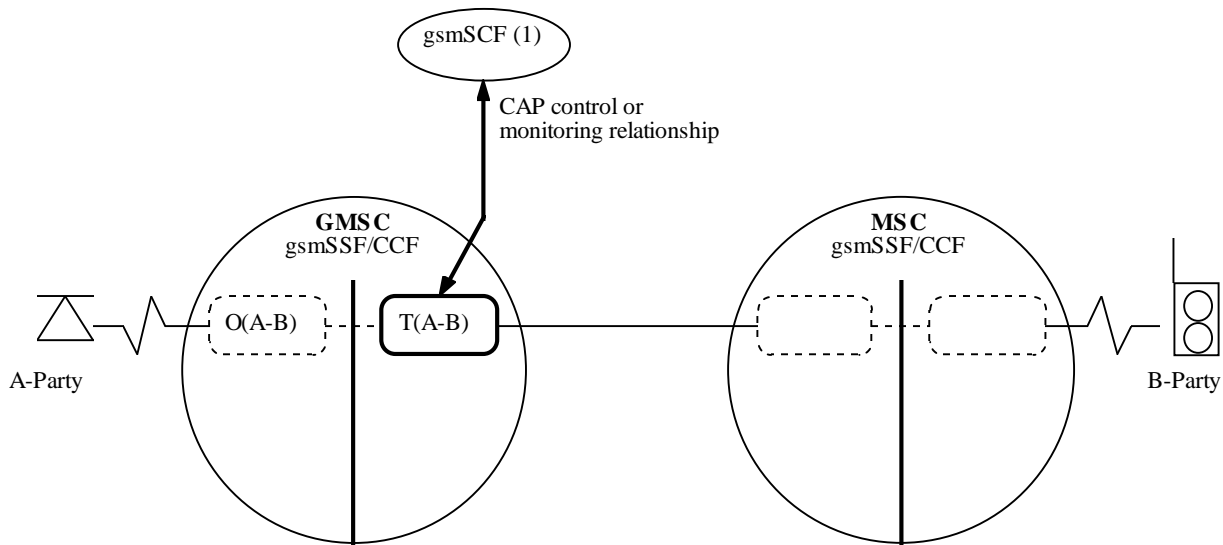 gsmSCF (1)
CAP control or
monitoring relationship
GMSC
gsmSSF/CCF
MSC
gsmSSF/CCF
O(A-B)
T(A-B)
A-Party
B-Party